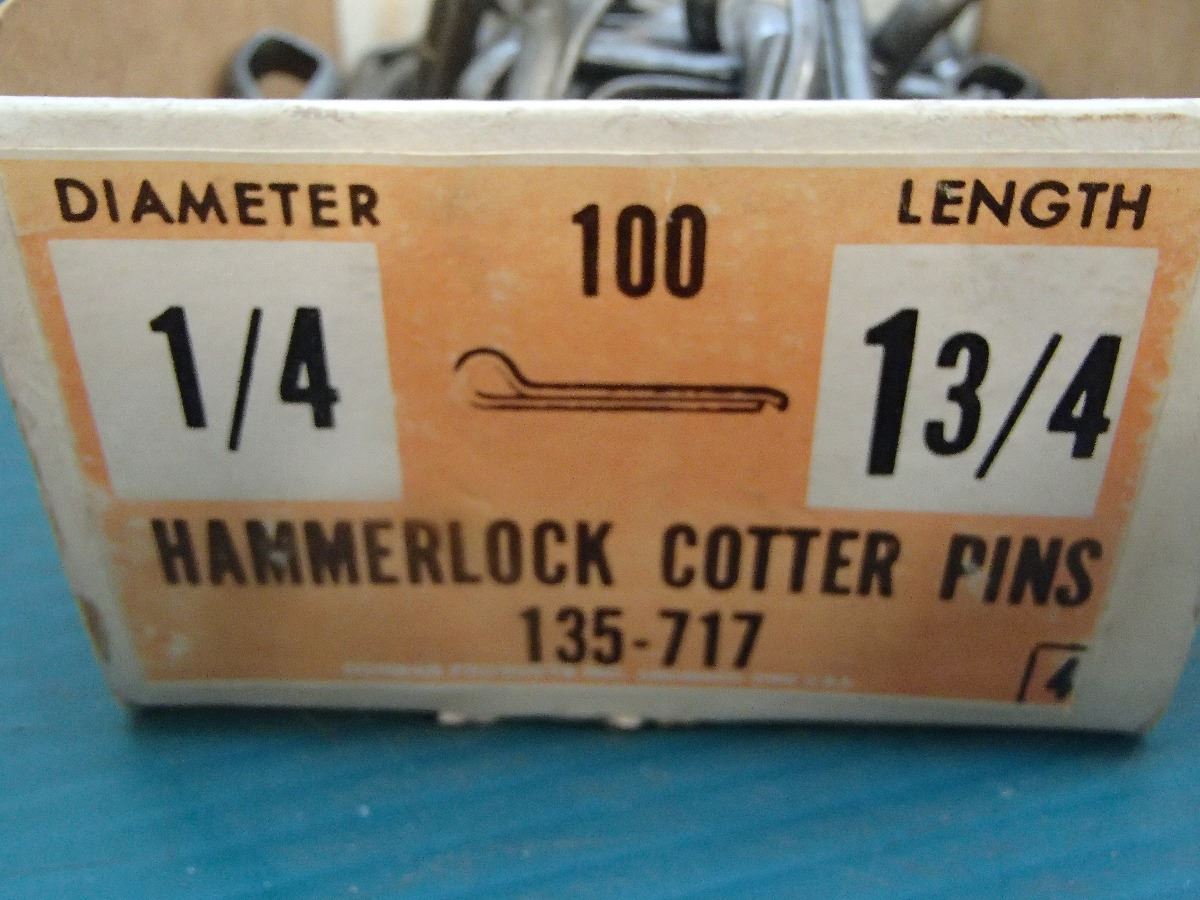 DIAMETER 100 LENGTH
1/4 1 3/4
HAMMERLOCK COTTER PINS
135-717
4